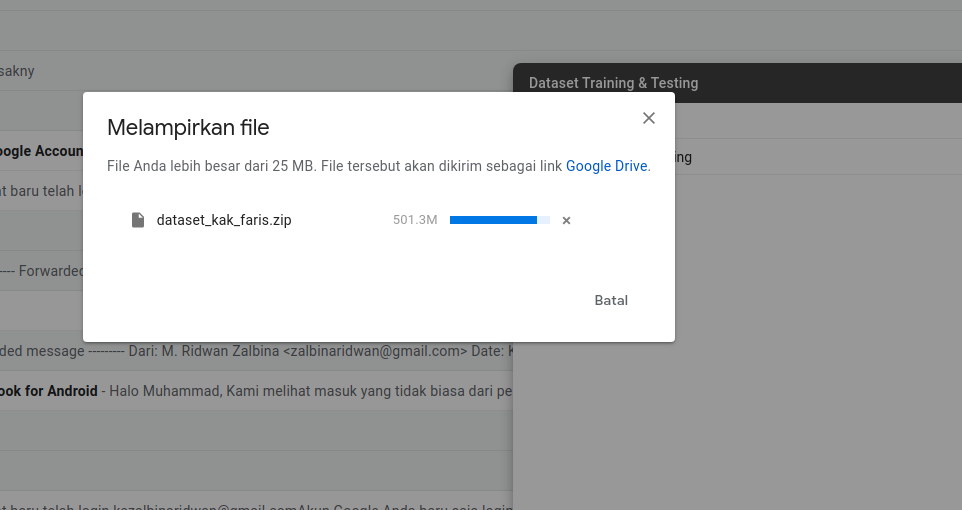 sakny
Dataset Training & Testing
Melampirkan file
ogle Accoun
ing
File Anda lebih besar dari 25 MB. File tersebut akan dikirim sebagai link Google Drive.
at baru telah l
dataset_kak_faris.zip 501.3M
---- Forwarded
Batal
ded message --------- Dari: M. Ridwan Zalbina <zalbinaridwan@gmail.com> Date: K
ook for Android - Halo Muhammad, Kami melihat masuk yang tidak biasa dari pe